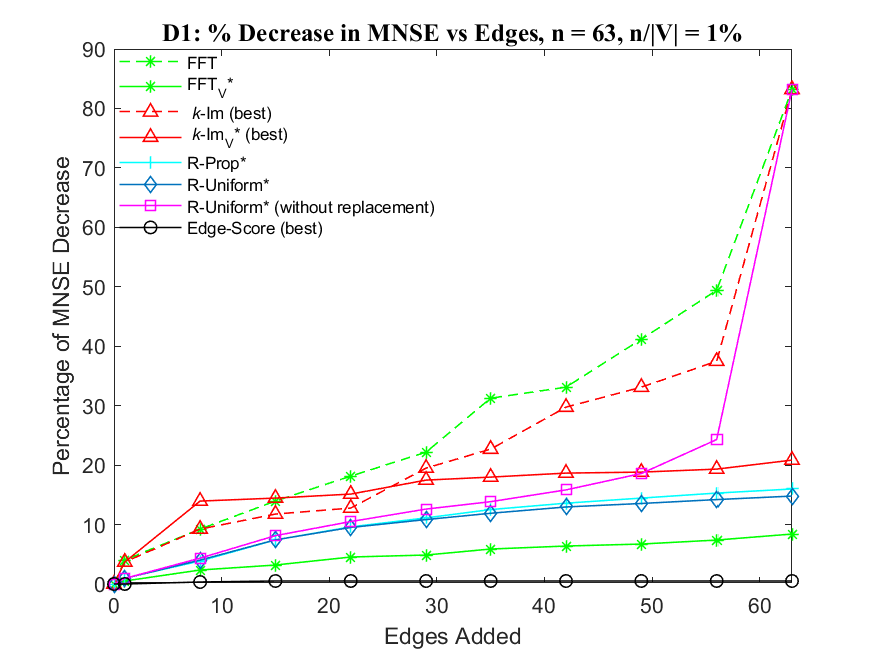 D1: % Decrease in MNSE vs Edges, n = 63, n/|V| = 1%
90
80
70
60
50
40
30
20
10
0
Percentage of MNSE Decrease
FFT
FFT_V*
k-Im (best)
k-Im_V* (best)
R-Prop*
R-Uniform*
R-Uniform* (without replacement)
Edge-Score (best)
0 10 20 30 40 50 60
Edges Added